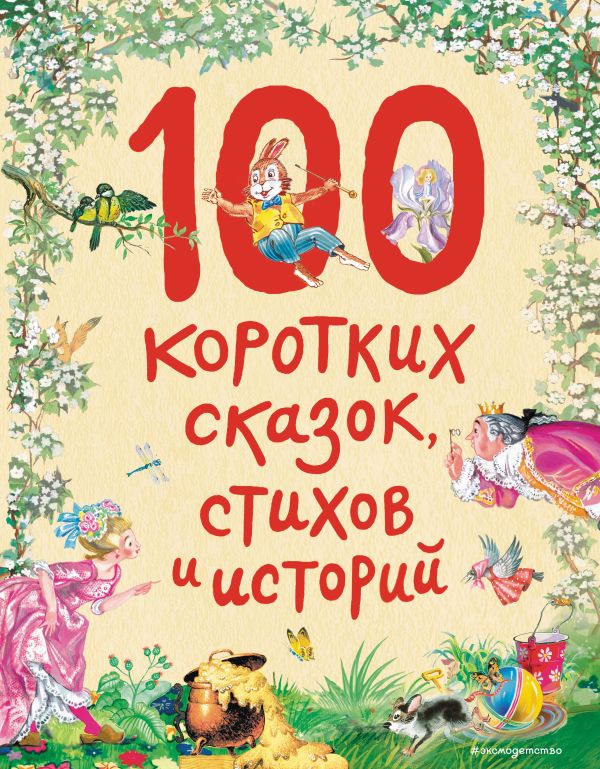 100
коротких
сказок,
стихов
и историй
#эксмодетство